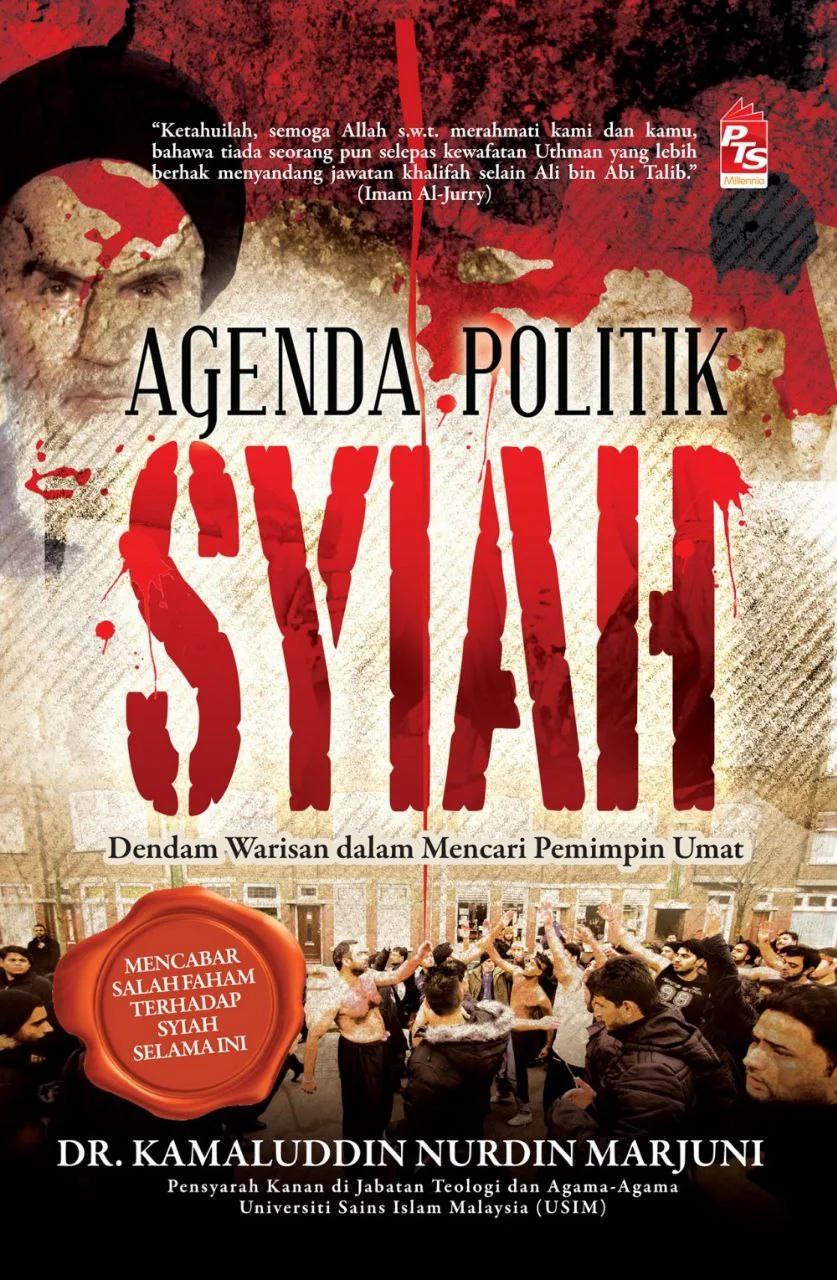 “Ketahuilah, semoga Allah s.w.t. merahmati kami dan kamu,
bahawa tiada seorang pun selepas kewafatan Uthman yang lebih
berhak menyandang jawatan khalifah selain Ali bin Abi Talib.”
(Imam Al-Jurry)
PTS
Millennia
AGENDA POLITIK
SYIAH
Dendam Warisan dalam Mencari Pemimpin Umat
MENCABAR
SALAH FAHAM
TERHADAP
SYIAH
SELAMA INI
DR. KAMALUDDIN NURDIN MARJUNI
Pensyarah Kanan di Jabatan Teologi dan Agama-Agama
Universiti Sains Islam Malaysia (USIM)